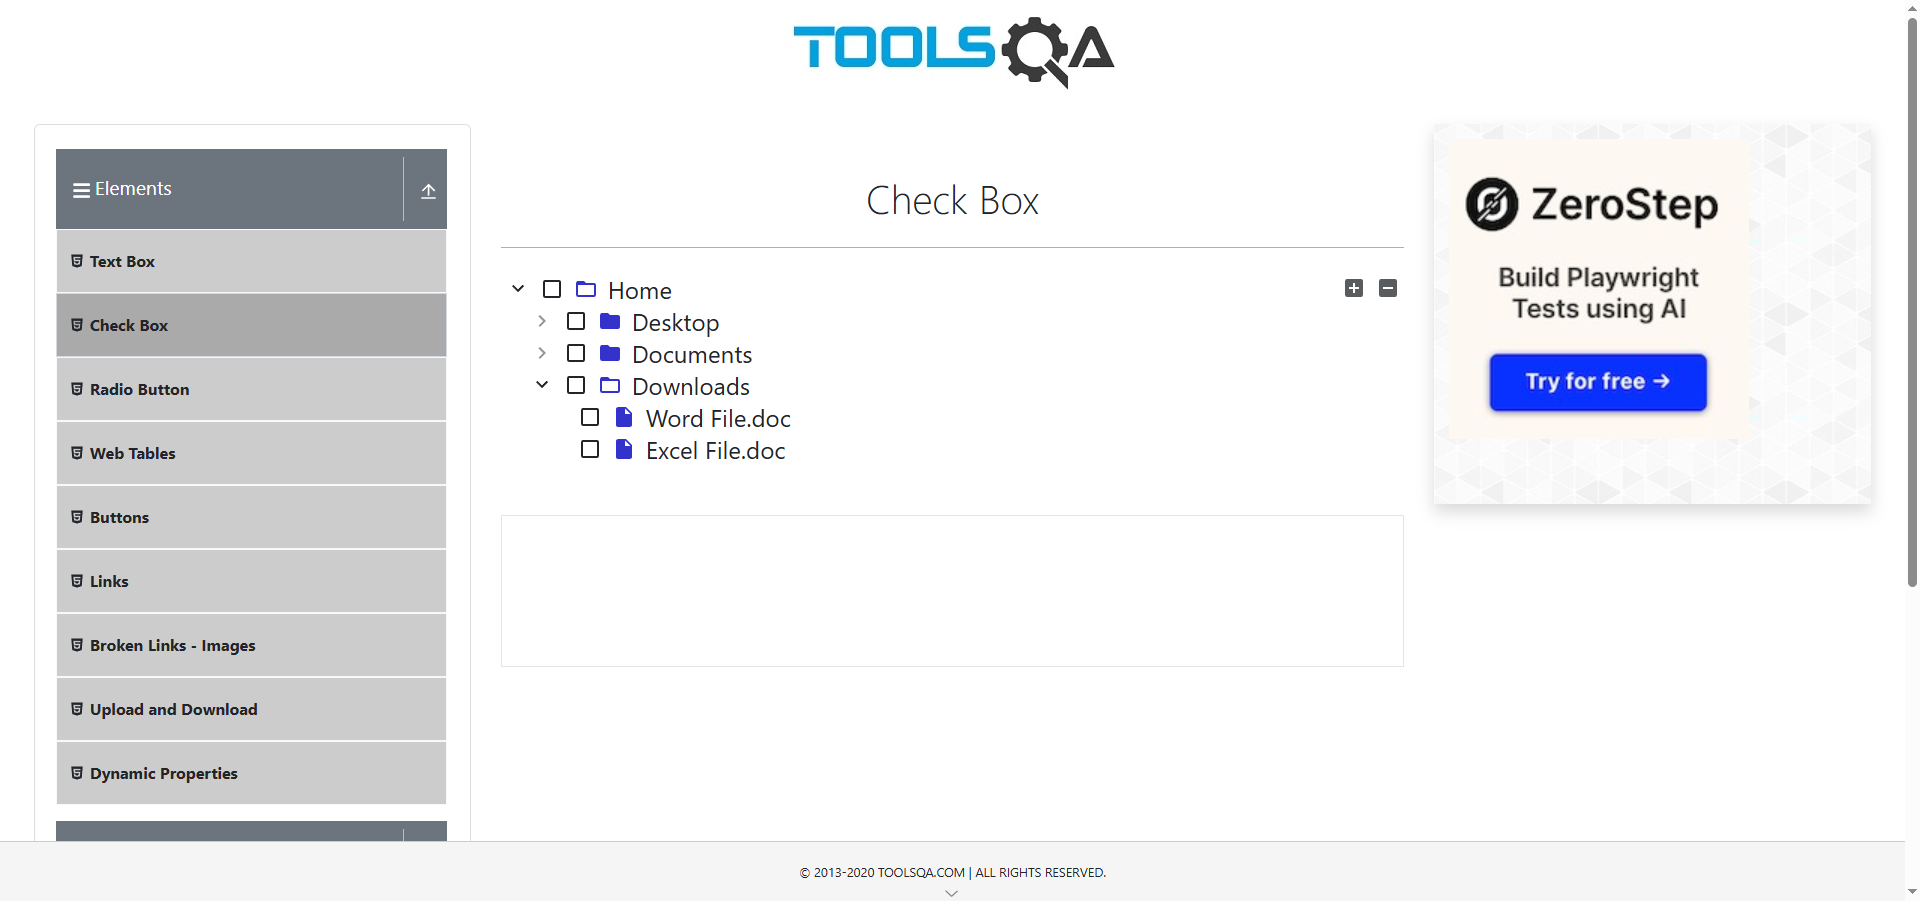 TOOLSQA
Elements
Text Box
Check Box
Radio Button
Web Tables
Buttons
Links
Broken Links - Images
Upload and Download
Dynamic Properties
Check Box
Home
Desktop
Documents
Downloads
Word File.doc
Excel File.doc
ZeroStep
Build Playwright
Tests using AI
Try for free →
© 2013-2020 TOOLSQA.COM | ALL RIGHTS RESERVED.